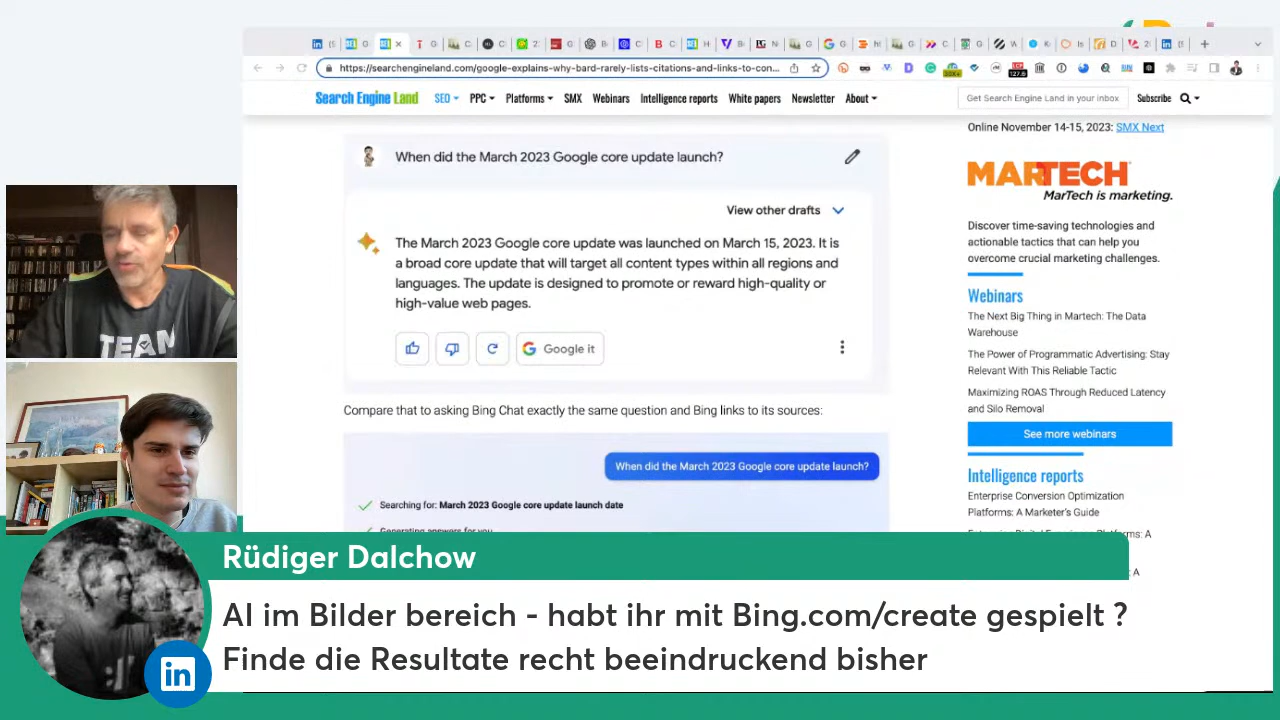 https://searchengineland.com/google-explains-why-bard-rarely-lists-citations-and-links-to-con...
Search Engine Land
SEO PPC Platforms SMX Webinars Intelligence reports White papers Newsletter About
Get Search Engine Land in your inbox
Subscribe
When did the March 2023 Google core update launch?
View other drafts
The March 2023 Google core update was launched on March 15, 2023. It is
a broad core update that will target all content types within all regions and
languages. The update is designed to promote or reward high-quality or
high-value web pages.
Google it
Compare that to asking Bing Chat exactly the same question and Bing links to its sources:
When did the March 2023 Google core update launch?
Searching for: March 2023 Google core update launch date
Generating answers for you
Online November 14-15, 2023: SMX Next
MARTECH
MarTech is marketing.
Discover time-saving technologies and
actionable tactics that can help you
overcome crucial marketing challenges.
Webinars
The Next Big Thing in Martech: The Data
Warehouse
The Power of Programmatic Advertising: Stay
Relevant With This Reliable Tactic
Maximizing ROAS Through Reduced Latency
and Silo Removal
See more webinars
Intelligence reports
Enterprise Conversion Optimization
Platforms: A Marketer's Guide
TEAM
Rüdiger Dalchow
AI im Bilder bereich - habt ihr mit Bing.com/create gespielt ?
Finde die Resultate recht beeindruckend bisher
in